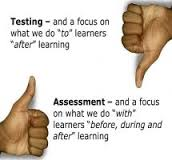 Testing – and a focus on
what we do “to” learners
“after” learning
Assessment – and a focus
on what we do “with”
learners “before, during and
after” learning